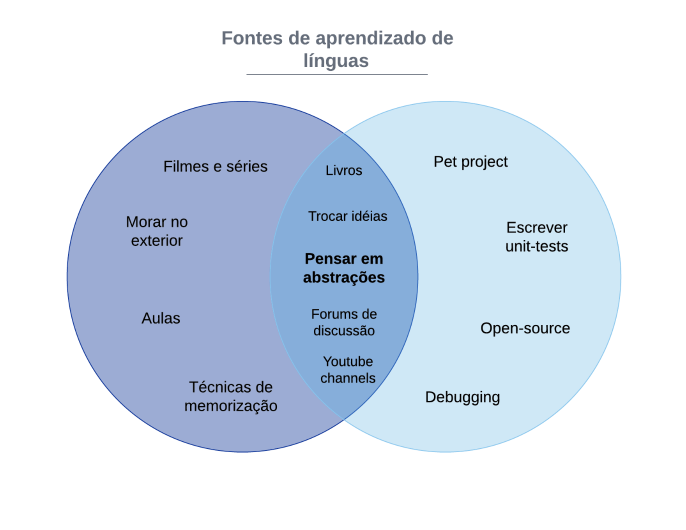 Fontes de aprendizado de
línguas
Filmes e séries
Morar no
exterior
Aulas
Técnicas de
memorização
Livros
Trocar idéias
Pensar em
abstrações
Forums de
discussão
Youtube
channels
Pet project
Escrever
unit-tests
Open-source
Debugging